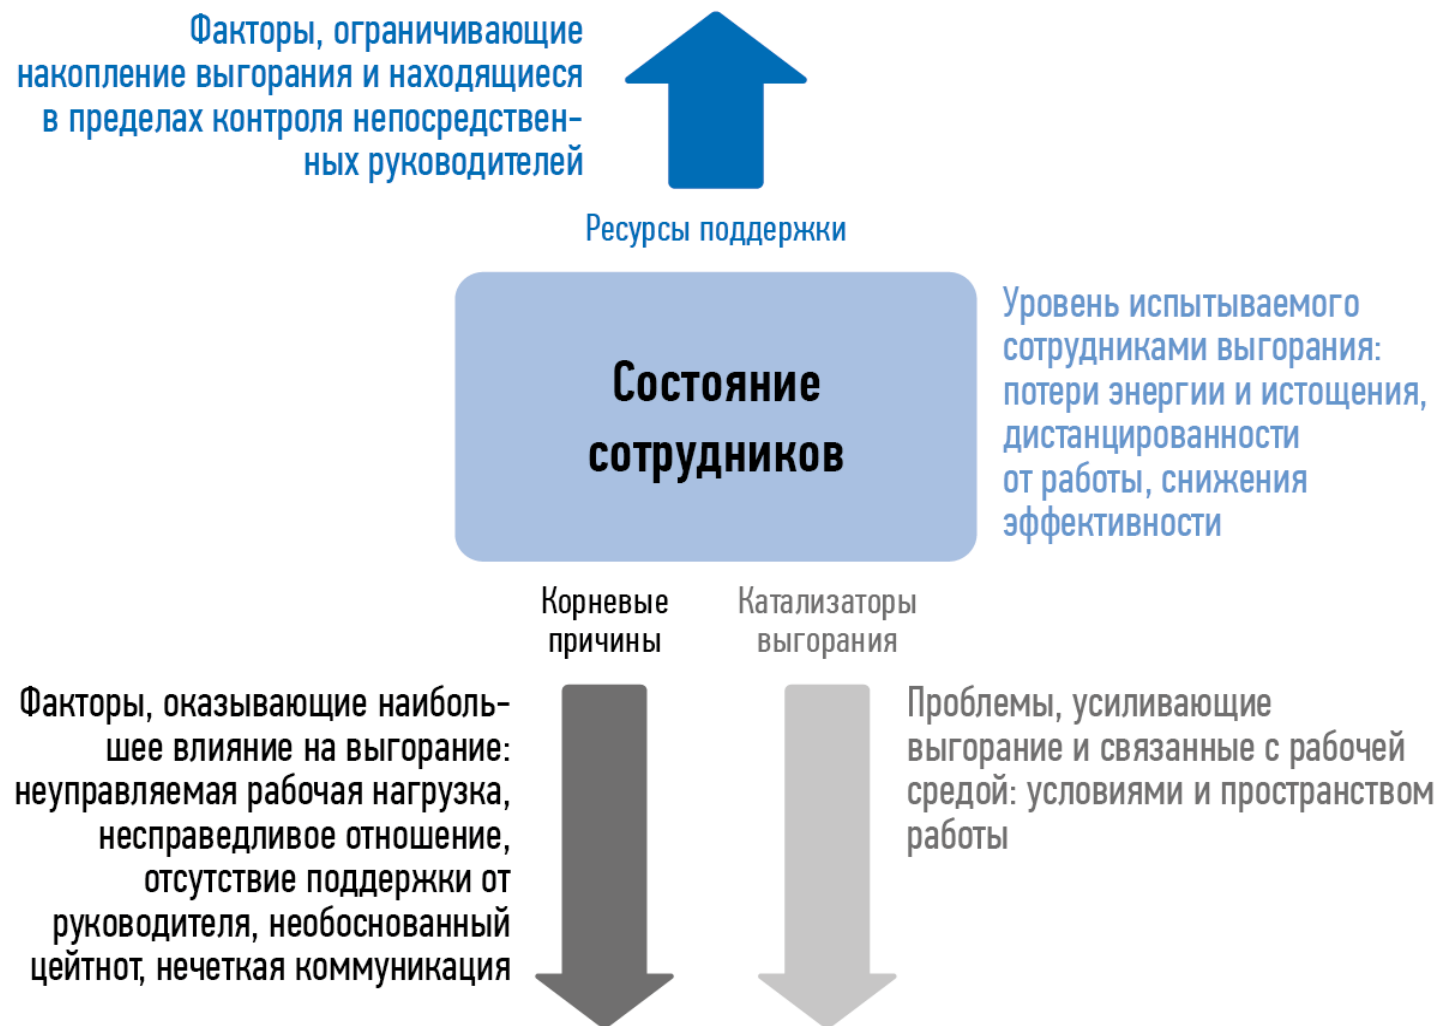 Факторы, ограничивающие
накопление выгорания и находящиеся
в пределах контроля непосредствен-
ных руководителей
Ресурсы поддержки
Состояние
сотрудников
Уровень испытываемого
сотрудниками выгорания:
потери энергии и истощения,
дистанцированности
от работы, снижения
эффективности
Корневые
причины
Катализаторы
выгорания
Факторы, оказывающие наиболь-
шее влияние на выгорание:
неуправляемая рабочая нагрузка,
несправедливое отношение,
отсутствие поддержки от
руководителя, необоснованный
цейтнот, нечеткая коммуникация
Проблемы, усиливающие
выгорание и связанные с рабочей
средой: условиями и пространством
работы